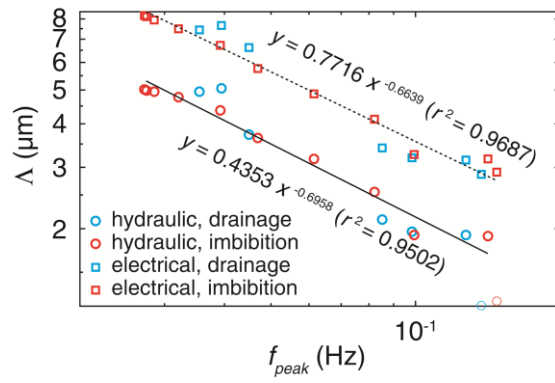 8
7
6
5
4
3
2
Λ (μm)
y = 0.7716 x -0.6639 (r 2 = 0.9687)
y = 0.4353 x -0.6958 (r 2 = 0.9502)
hydraulic, drainage
hydraulic, imbibition
electrical, drainage
electrical, imbibition
10-1
fpeak (Hz)